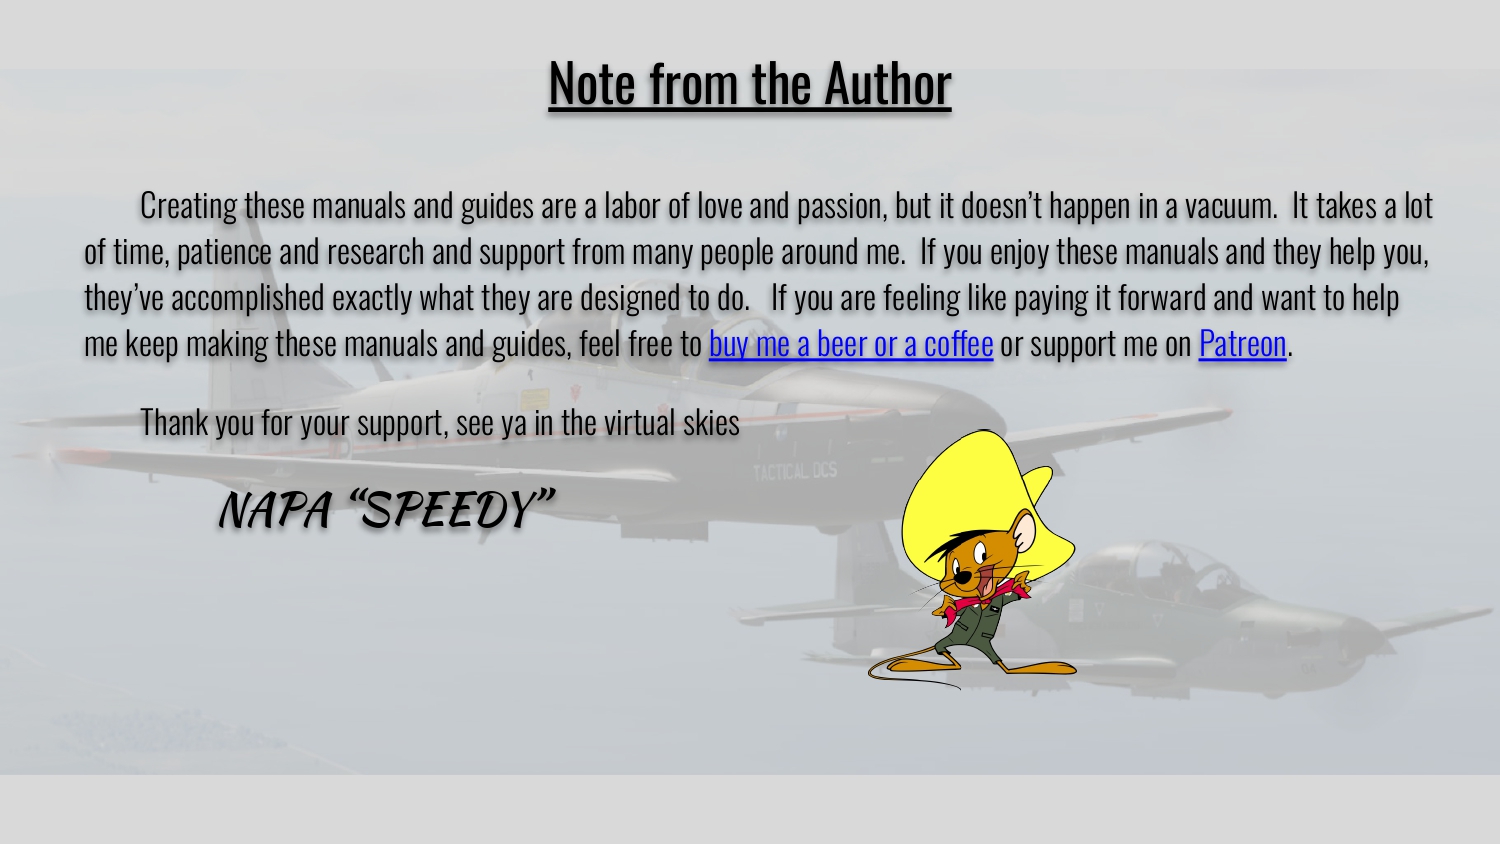 Note from the Author
Creating these manuals and guides are a labor of love and passion, but it doesn’t happen in a vacuum.  It takes a lot
of time, patience and research and support from many people around me.  If you enjoy these manuals and they help you,
they’ve accomplished exactly what they are designed to do.   If you are feeling like paying it forward and want to help
me keep making these manuals and guides, feel free to buy me a beer or a coffee or support me on Patreon.
Thank you for your support, see ya in the virtual skies
TACTICAL DCS
NAPA “SPEEDY”